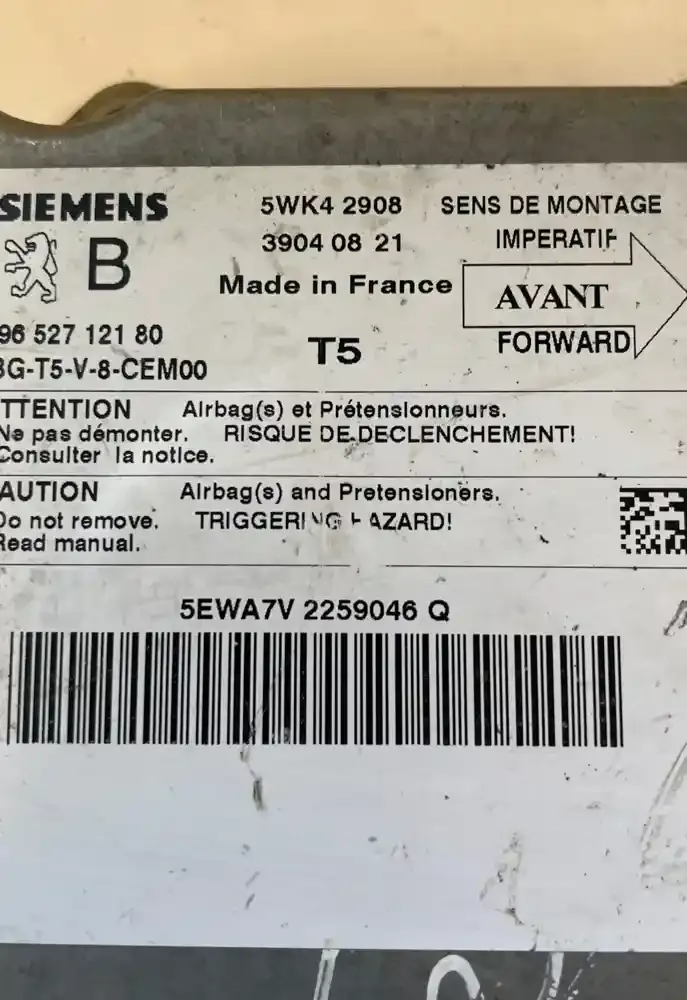 SIEMENS
5WK4 2908
SENS DE MONTAGE
B
3904 08 21
IMPERATIF
Made in France
AVANT
96 527 121 80
T5
FORWARD
3G-T5-V-8-CEM00
TTENTION Airbag(s) et Prétensionneurs.
Ne pas démonter. RISQUE DE DECLENCHEMENT!
Consulter la notice.
AUTION Airbag(s) and Pretensioners.
Do not remove. TRIGGERING HAZARD!
Read manual.
5EWA7V 2259046 Q